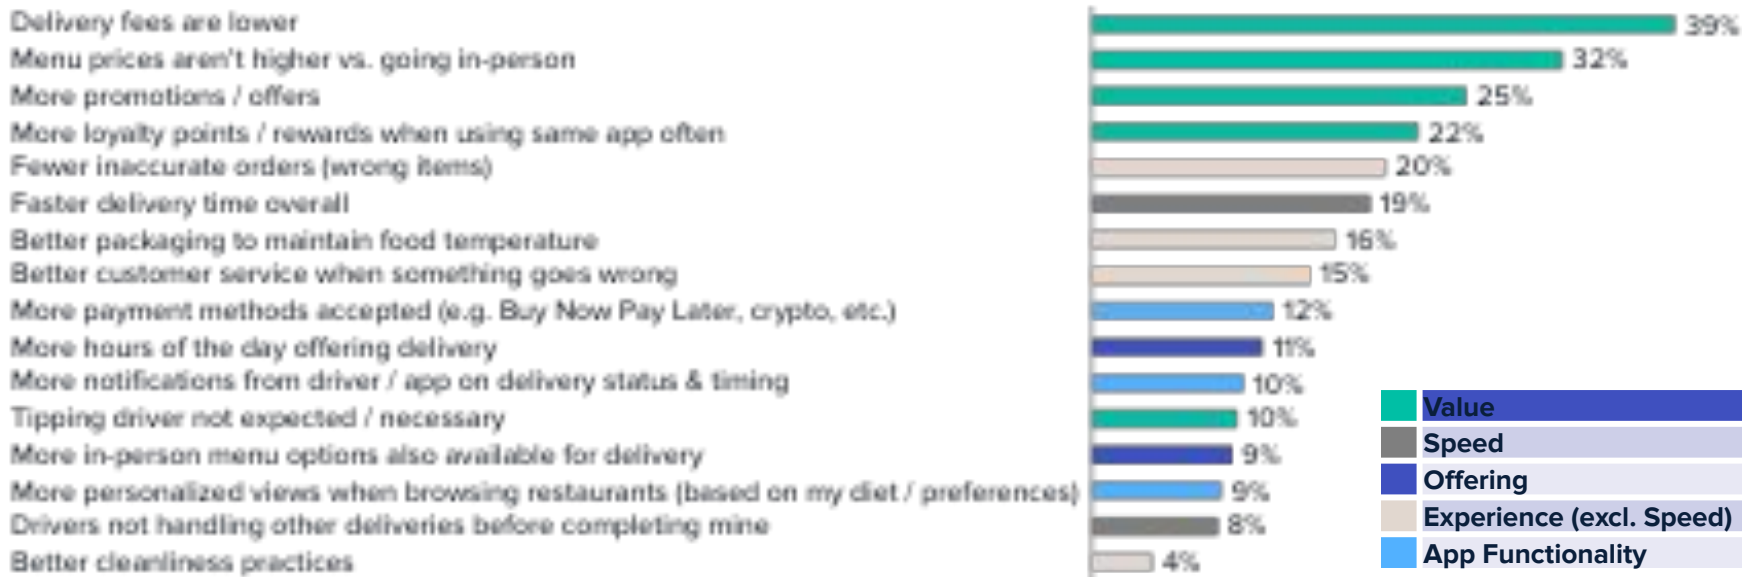 Delivery fees are lower 39%
Menu prices aren't higher vs. going in-person 32%
More promotions / offers 25%
More loyalty points / rewards when using same app often 22%
Fewer inaccurate orders (wrong items) 20%
Faster delivery time overall 19%
Better packaging to maintain food temperature 16%
Better customer service when something goes wrong 15%
More payment methods accepted (e.g. Buy Now Pay Later, crypto, etc.) 12%
More hours of the day offering delivery 11%
More notifications from driver / app on delivery status & timing 10%
Tipping driver not expected / necessary 10%
More in-person menu options also available for delivery 9%
More personalized views when browsing restaurants (based on my diet / preferences) 9%
Drivers not handling other deliveries before completing mine 8%
Better cleanliness practices 4%
Value
Speed
Offering
Experience (excl. Speed)
App Functionality